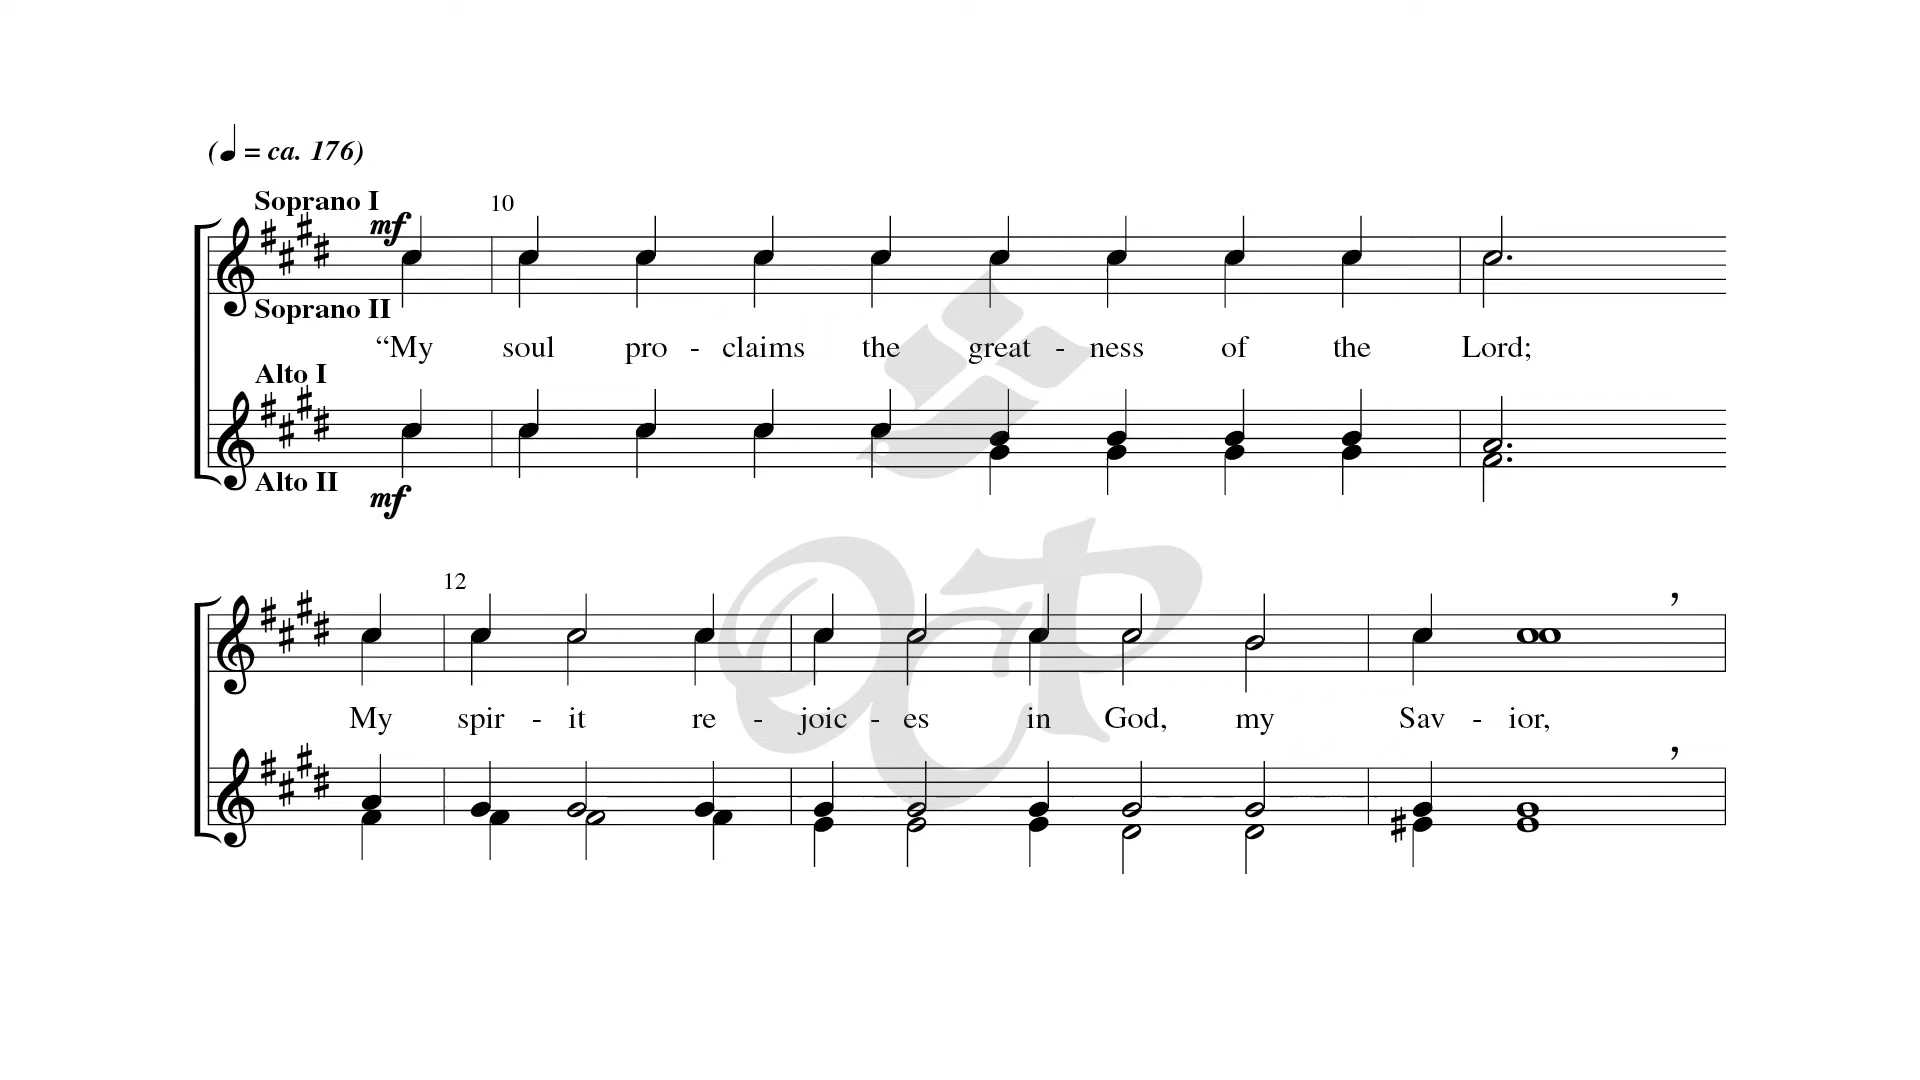 (♩ = ca. 176)
Soprano I
mf
10
Soprano II
“My soul pro - claims the great - ness of the Lord;
Alto I
Alto II
mf
12
My spir - it re - joic - es in God, my Sav - ior,
ocp